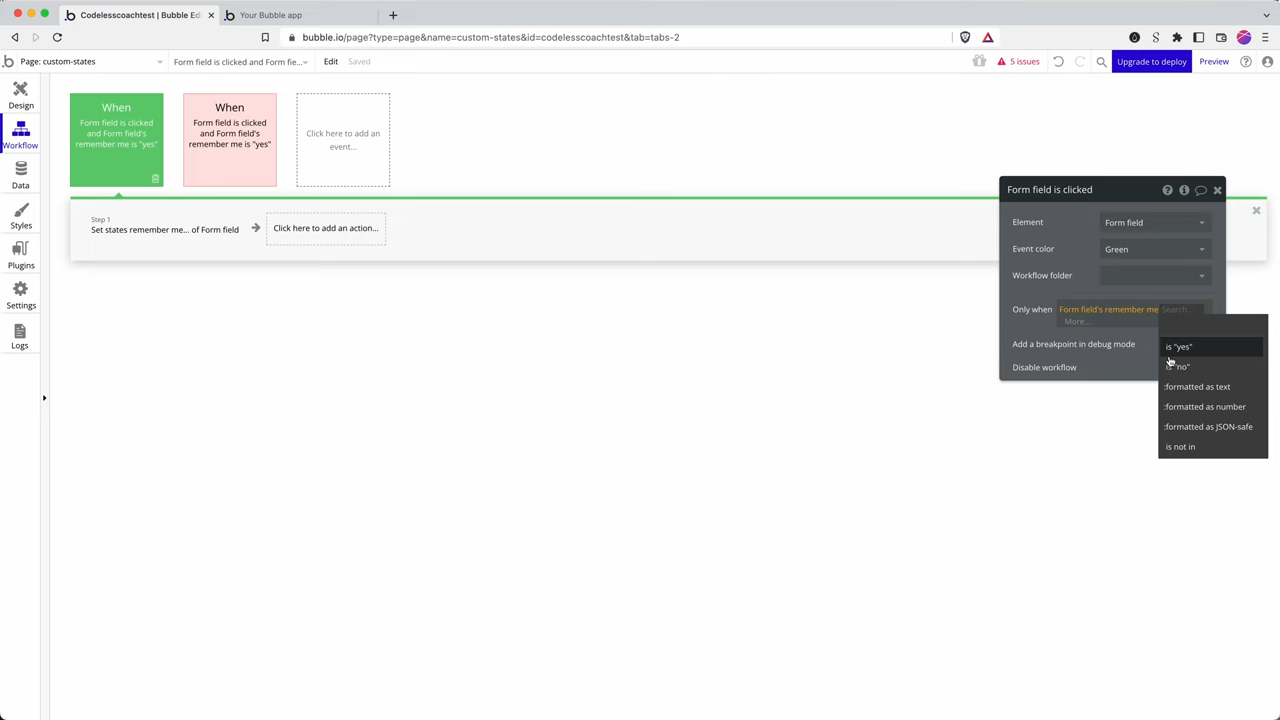 Codelesscoachtest | Bubble Edi
Your Bubble app
bubble.io/page?type=page&name=custom-states&id=codelesscoachtest&tab=tabs-2
Page: custom-states
Form field is clicked and Form fie...
Edit
Saved
5 issues
Upgrade to deploy
Preview
Design
Workflow
Data
Styles
Plugins
Settings
Logs
When
Form field is clicked
and Form field's
remember me is "yes"
When
Form field is clicked
and Form field's
remember me is "yes"
Click here to add an
event...
Step 1
Set states remember me... of Form field
Click here to add an action...
Form field is clicked
Element
Form field
Event color
Green
Workflow folder
Only when
Form field's remember me
Search...
More...
Add a breakpoint in debug mode
Disable workflow
is "yes"
is "no"
:formatted as text
:formatted as number
:formatted as JSON-safe
is not in